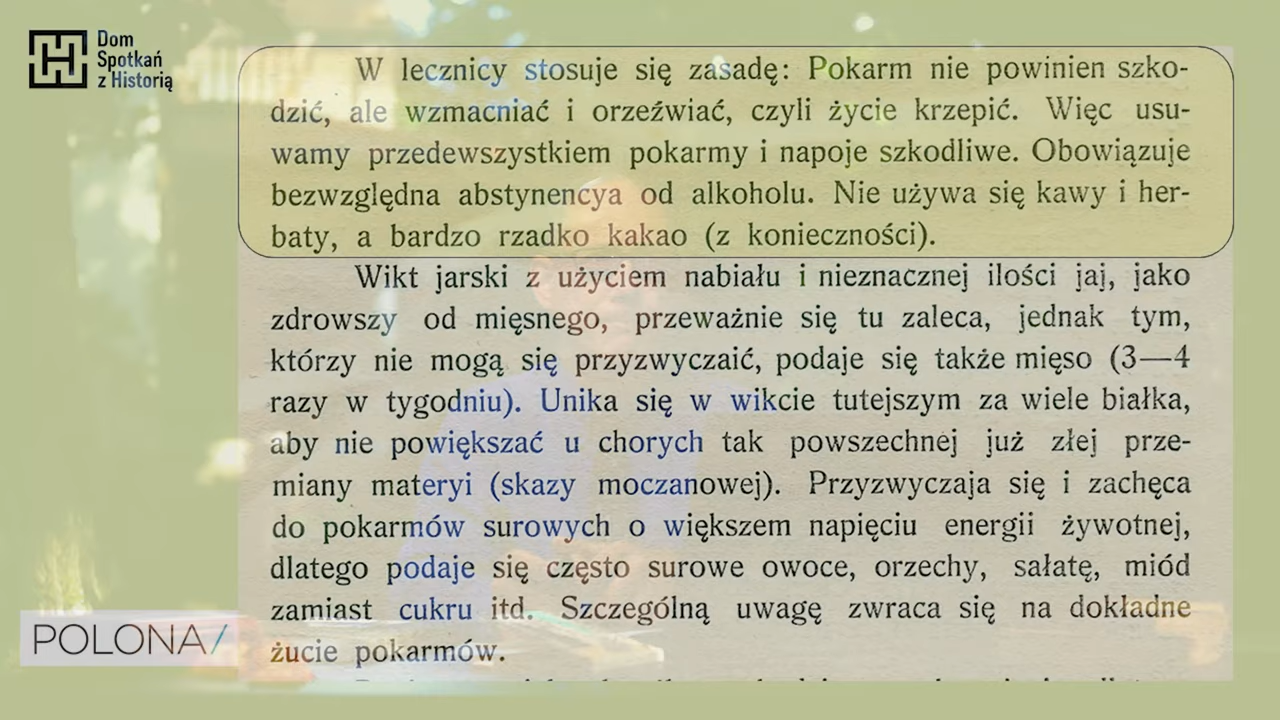 Dom
Spotkań
z Historią
W lecznicy stosuje się zasadę: Pokarm nie powinien szko-
dzić, ale wzmacniać i orzeźwiać, czyli życie krzepić. Więc usu-
wamy przedewszystkiem pokarmy i napoje szkodliwe. Obowiązuje
bezwzględna abstynencya od alkoholu. Nie używa się kawy i her-
baty, a bardzo rzadko kakao (z konieczności).
Wikt jarski z użyciem nabiału i nieznacznej ilości jaj, jako
zdrowszy od mięsnego, przeważnie się tu zaleca, jednak tym,
którzy nie mogą się przyzwyczaić, podaje się także mięso (3—4
razy w tygodniu). Unika się w wikcie tutejszym za wiele białka,
aby nie powiększać u chorych tak powszechnej już złej prze-
miany materyi (skazy moczanowej). Przyzwyczaja się i zachęca
do pokarmów surowych o większem napięciu energii żywotnej,
dlatego podaje się często surowe owoce, orzechy, sałatę, miód
zamiast cukru itd. Szczególną uwagę zwraca się na dokładne
żucie pokarmów.
POLONA/